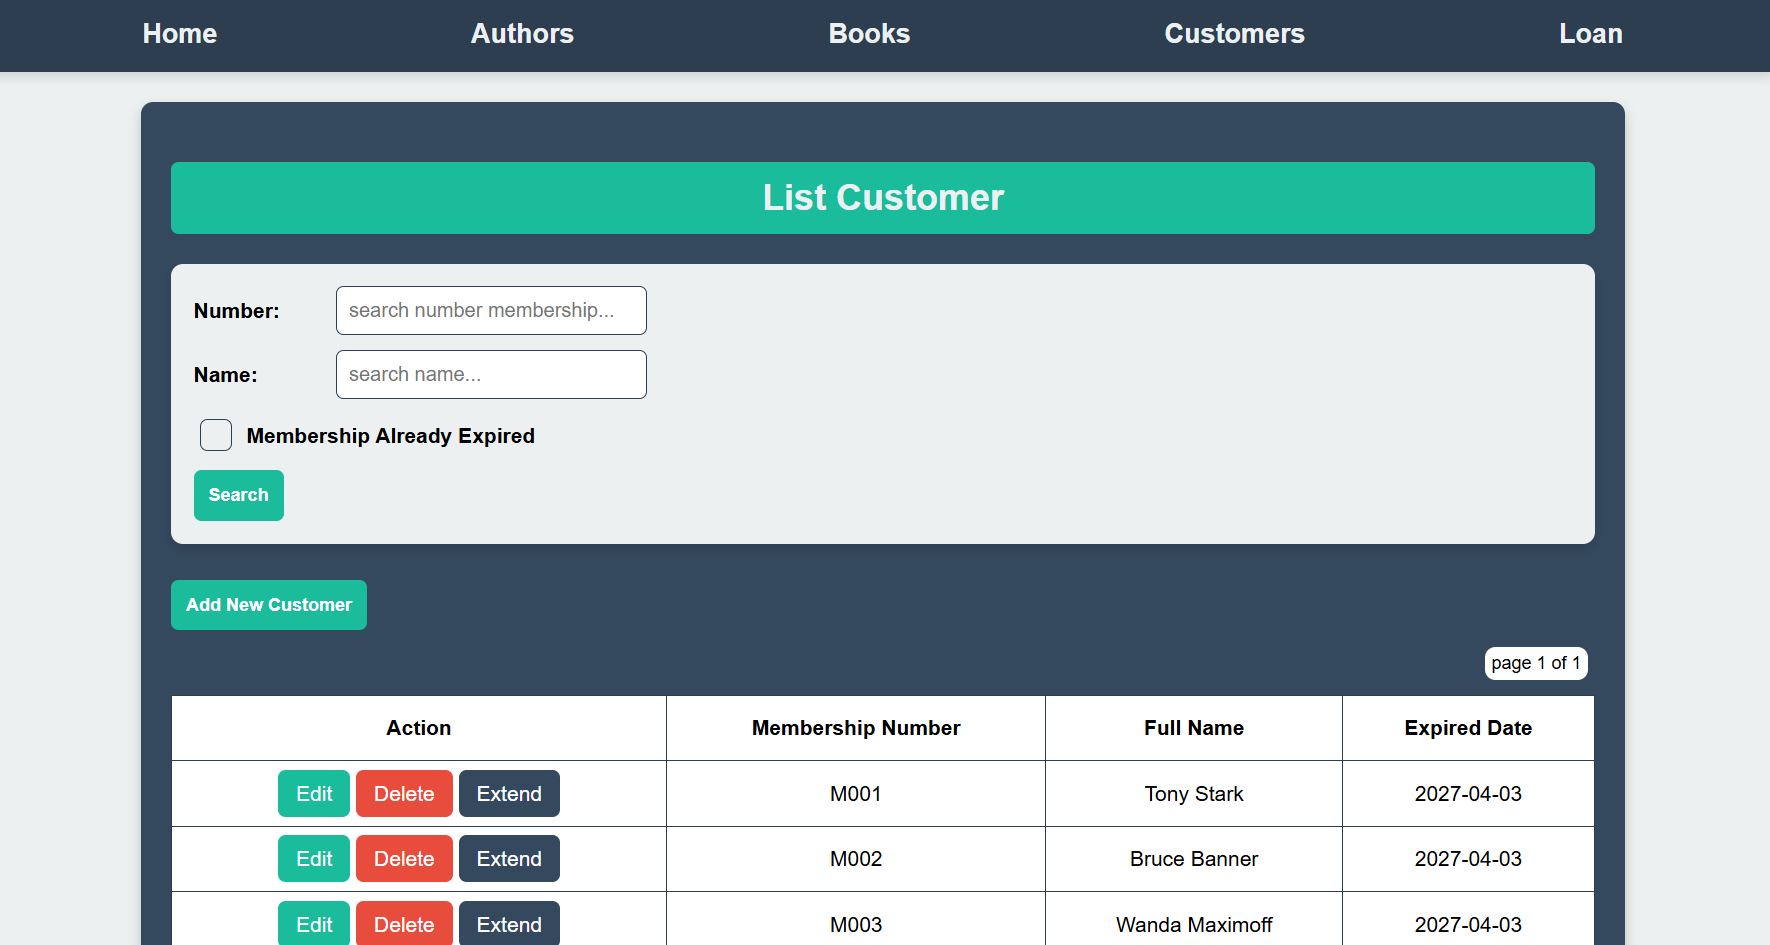 Home Authors Books Customers Loan
List Customer
Number: search number membership...
Name: search name...
Membership Already Expired
Search
Add New Customer
page 1 of 1
Action Membership Number Full Name Expired Date
Edit Delete Extend M001 Tony Stark 2027-04-03
Edit Delete Extend M002 Bruce Banner 2027-04-03
Edit Delete Extend M003 Wanda Maximoff 2027-04-03